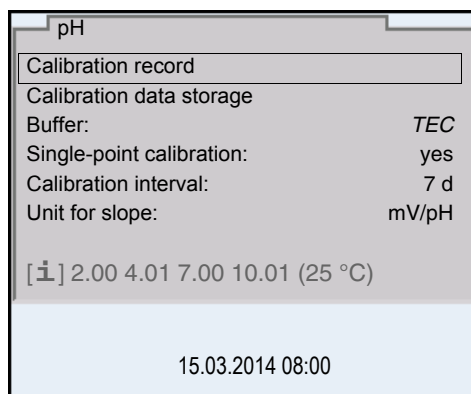 pH
Calibration record
Calibration data storage
Buffer: TEC
Single-point calibration: yes
Calibration interval: 7 d
Unit for slope: mV/pH
[i] 2.00 4.01 7.00 10.01 (25 °C)
15.03.2014 08:00